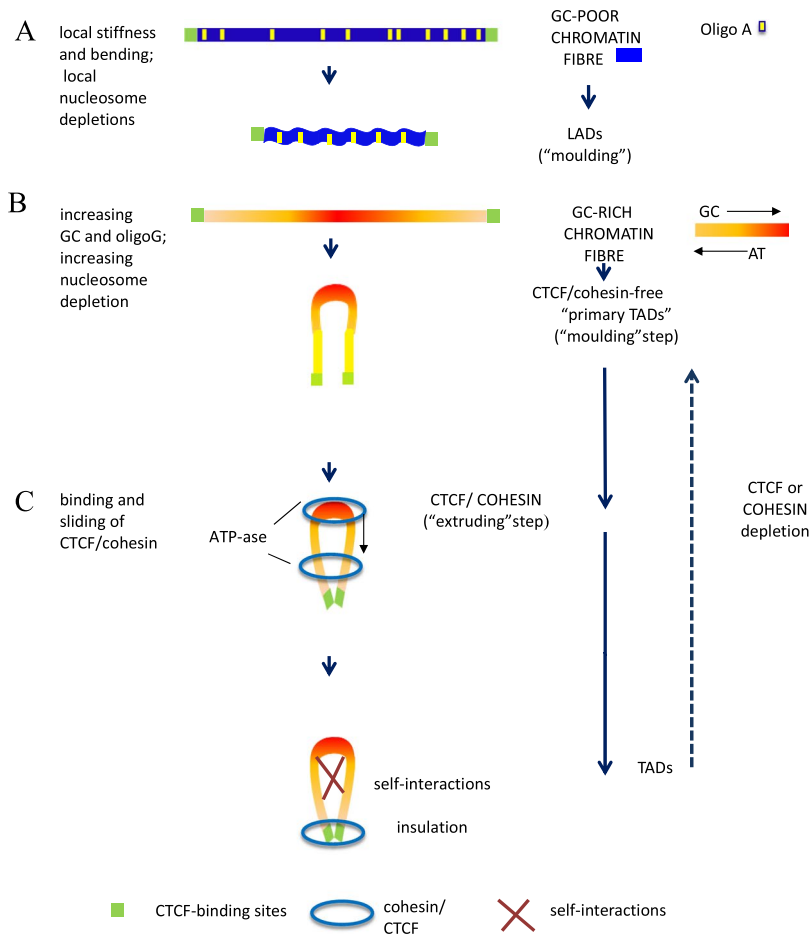 A
local stiffness
and bending;
local
nucleosome
depletions
GC-POOR
CHROMATIN
FIBRE
Oligo A
LADs
(“moulding”)
B
increasing
GC and oligoG;
increasing
nucleosome
depletion
GC-RICH
CHROMATIN
FIBRE
GC
AT
CTCF/cohesin-free
“primary TADs”
(“moulding”step)
C
binding and
sliding of
CTCF/cohesin
ATP-ase
CTCF/ COHESIN
(“extruding”step)
CTCF or
COHESIN
depletion
TADs
self-interactions
insulation
CTCF-binding sites
cohesin/
CTCF
self-interactions